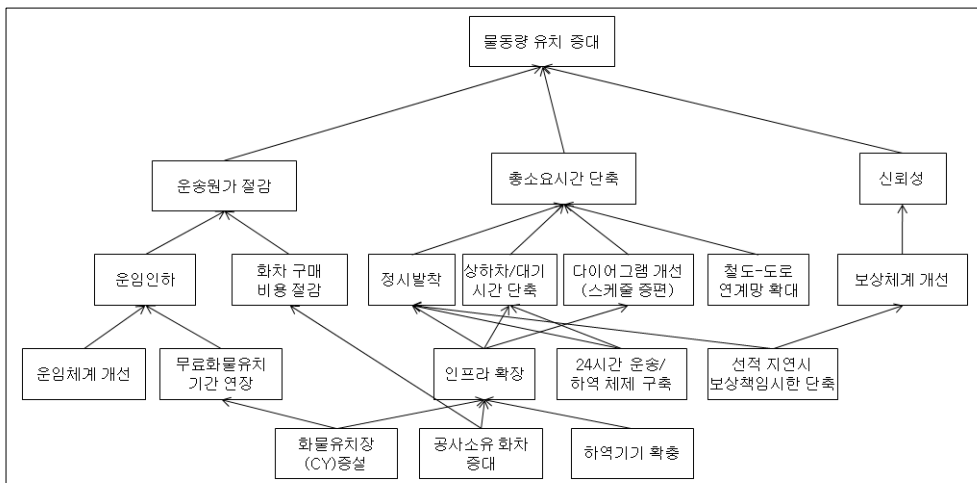 물동량 유치 증대
운송원가 절감
총소요시간 단축
신뢰성
운임인하
화차 구매
비용 절감
정시발착
상하차/대기
시간 단축
다이어그램 개선
(스케줄 증편)
철도-도로
연계망 확대
보상체계 개선
운임체계 개선
무료화물유치
기간 연장
인프라 확장
24시간 운송/
하역 체제 구축
선적 지연시
보상책임시한 단축
화물유치장
(CY)증설
공사소유 화차
증대
하역기기 확충